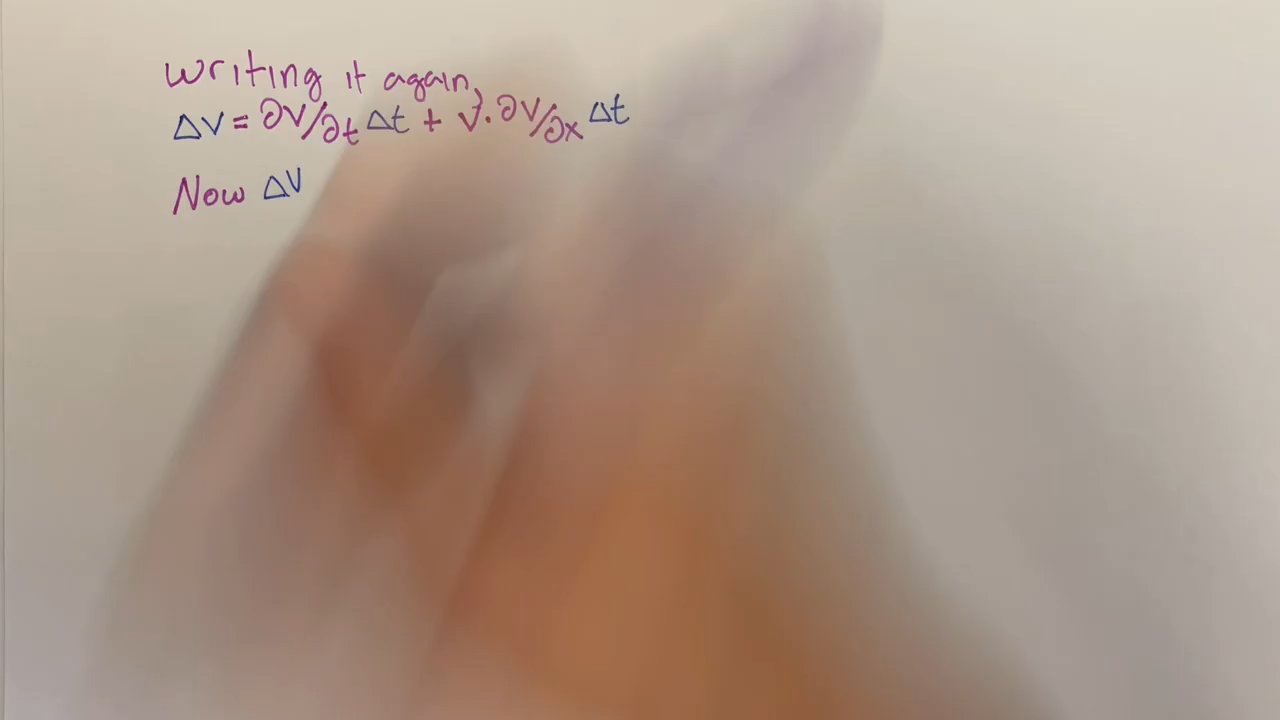 Writing it again,
ΔV = ∂V/∂t Δt + V·∂V/∂x Δt
Now ΔV